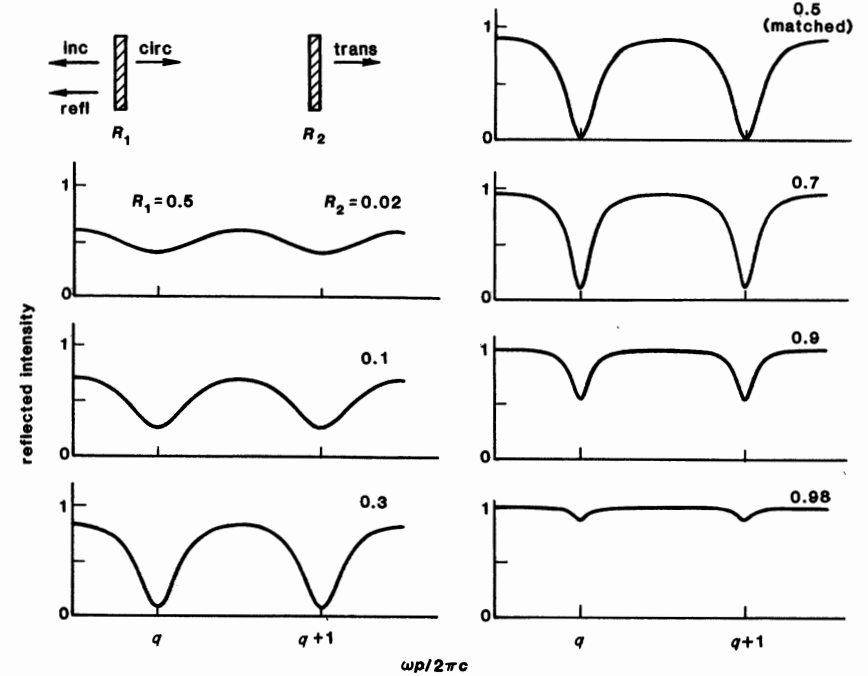 inc circ trans
refl
R1 R2
1
R1=0.5 R2=0.02
0
1
0.1
0
1
0.3
0
q q+1
reflected intensity
0.5
(matched)
1
0
0.7
1
0
0.9
1
0
0.98
1
0
q q+1
ωp/2πc